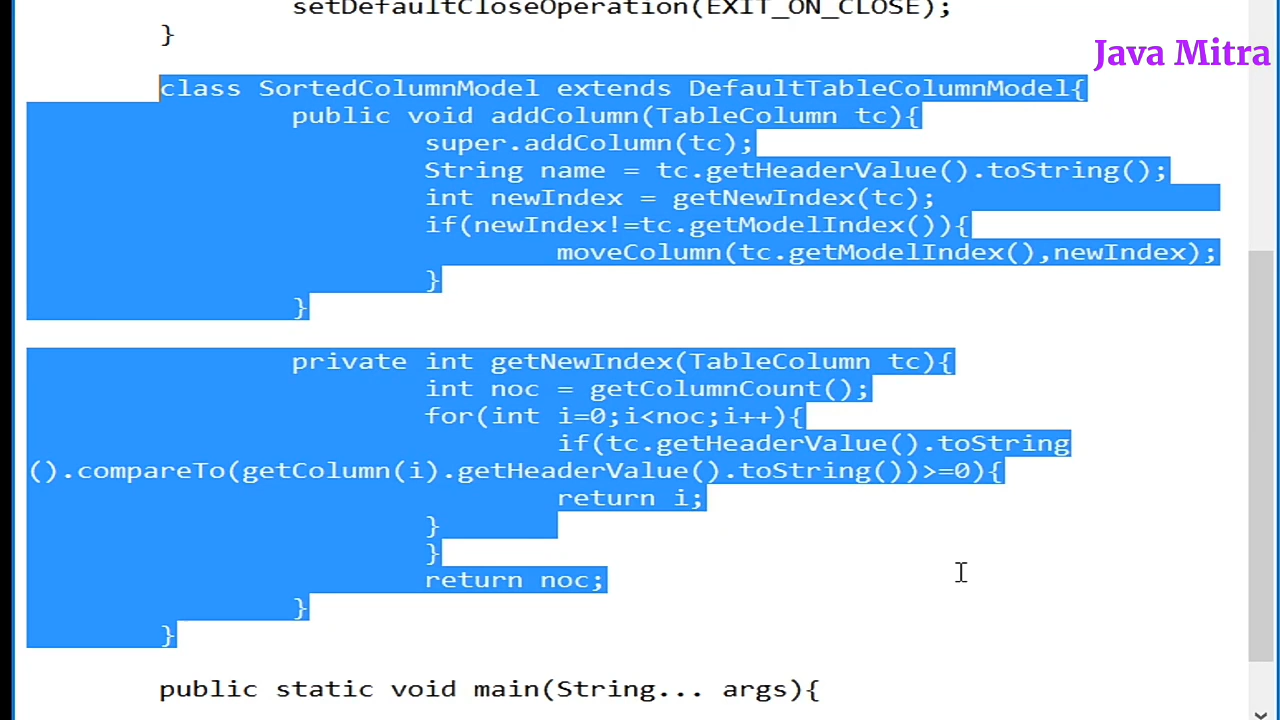 setDefaultCloseOperation(EXIT_ON_CLOSE);
}
Java Mitra
class SortedColumnModel extends DefaultTableColumnModel{
public void addColumn(TableColumn tc){
super.addColumn(tc);
String name = tc.getHeaderValue().toString();
int newIndex = getNewIndex(tc);
if(newIndex!=tc.getModelIndex()){
moveColumn(tc.getModelIndex(),newIndex);
}
}
private int getNewIndex(TableColumn tc){
int noc = getColumnCount();
for(int i=0;i<noc;i++){
if(tc.getHeaderValue().toString
().compareTo(getColumn(i).getHeaderValue().toString())>=0){
return i;
}
}
return noc;
}
}
public static void main(String... args){